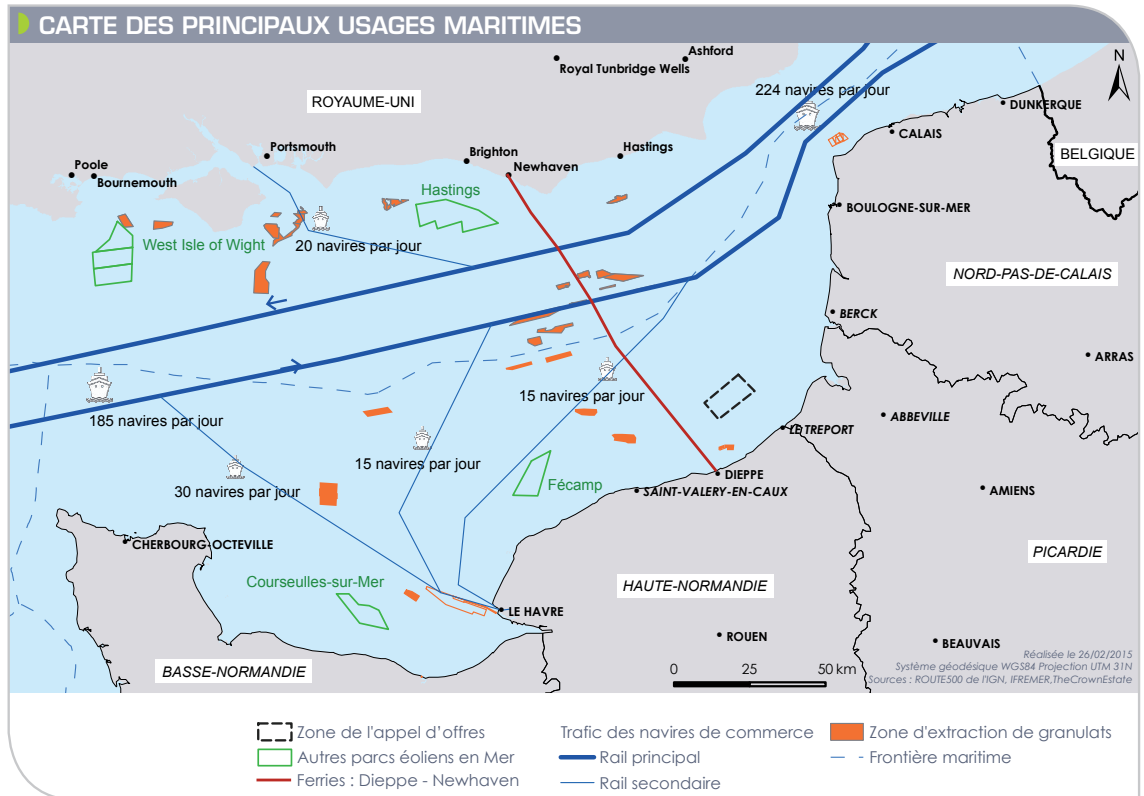 CARTE DES PRINCIPAUX USAGES MARITIMES
Ashford
Royal Tunbridge Wells
N
224 navires par jour
ROYAUME-UNI
DUNKERQUE
CALAIS
Portsmouth
Brighton
Hastings
BELGIQUE
Poole
Newhaven
Bournemouth
Hastings
BOULOGNE-SUR-MER
West Isle of Wight
20 navires par jour
NORD-PAS-DE-CALAIS
BERCK
ARRAS
185 navires par jour
15 navires par jour
ABBEVILLE
LE TREPORT
15 navires par jour
DIEPPE
30 navires par jour
Fécamp
SAINT-VALERY-EN-CAUX
AMIENS
CHERBOURG-OCTEVILLE
PICARDIE
Courseulles-sur-Mer
HAUTE-NORMANDIE
LE HAVRE
ROUEN
BEAUVAIS
BASSE-NORMANDIE
0 25 50 km
Réalisée le 26/02/2015
Système géodésique WGS84 Projection UTM 31N
Sources : ROUTE500 de l'IGN, IFREMER,TheCrownEstate
Zone de l'appel d'offres
Autres parcs éoliens en Mer
Ferries : Dieppe - Newhaven
Trafic des navires de commerce
Rail principal
Rail secondaire
Zone d'extraction de granulats
Frontière maritime